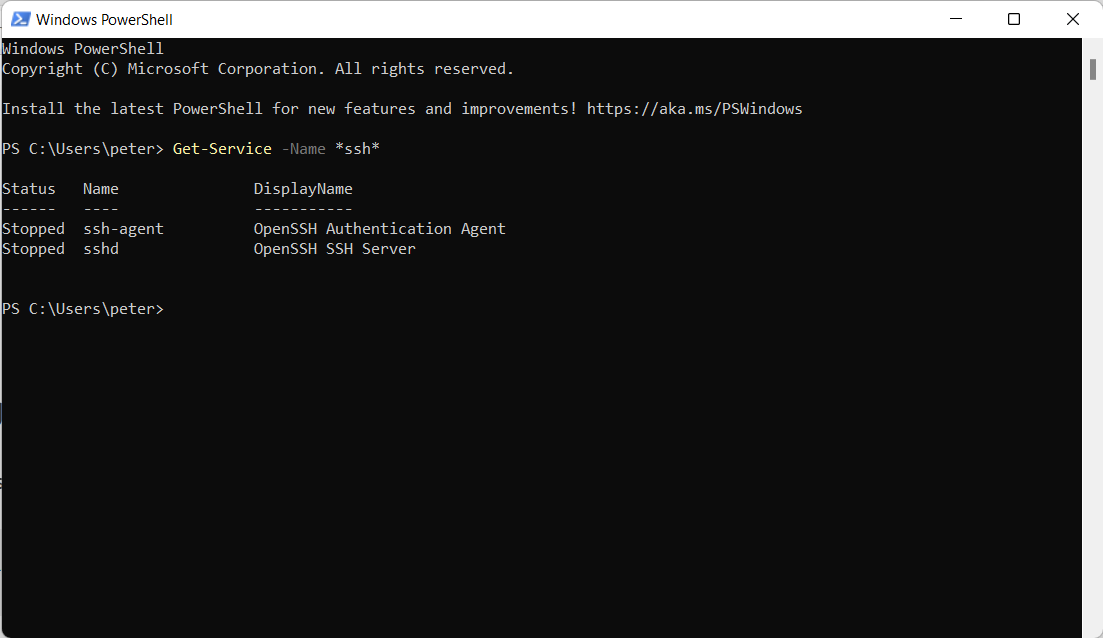 Windows PowerShell
Windows PowerShell
Copyright (C) Microsoft Corporation. All rights reserved.
Install the latest PowerShell for new features and improvements! https://aka.ms/PSWindows
PS C:\Users\peter> Get-Service -Name *ssh*
Status   Name               DisplayName
------   ----               -----------
Stopped  ssh-agent          OpenSSH Authentication Agent
Stopped  sshd               OpenSSH SSH Server
PS C:\Users\peter>